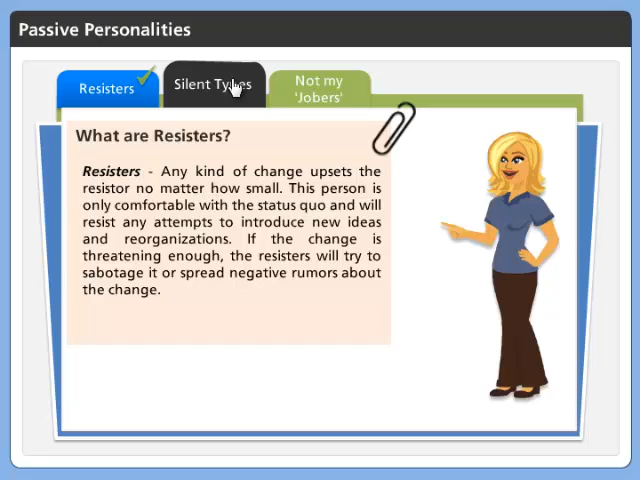 Passive Personalities
Resisters
Silent Types
Not my
'Jobers'
What are Resisters?
Resisters - Any kind of change upsets the
resistor no matter how small. This person is
only comfortable with the status quo and will
resist any attempts to introduce new ideas
and reorganizations. If the change is
threatening enough, the resisters will try to
sabotage it or spread negative rumors about
the change.